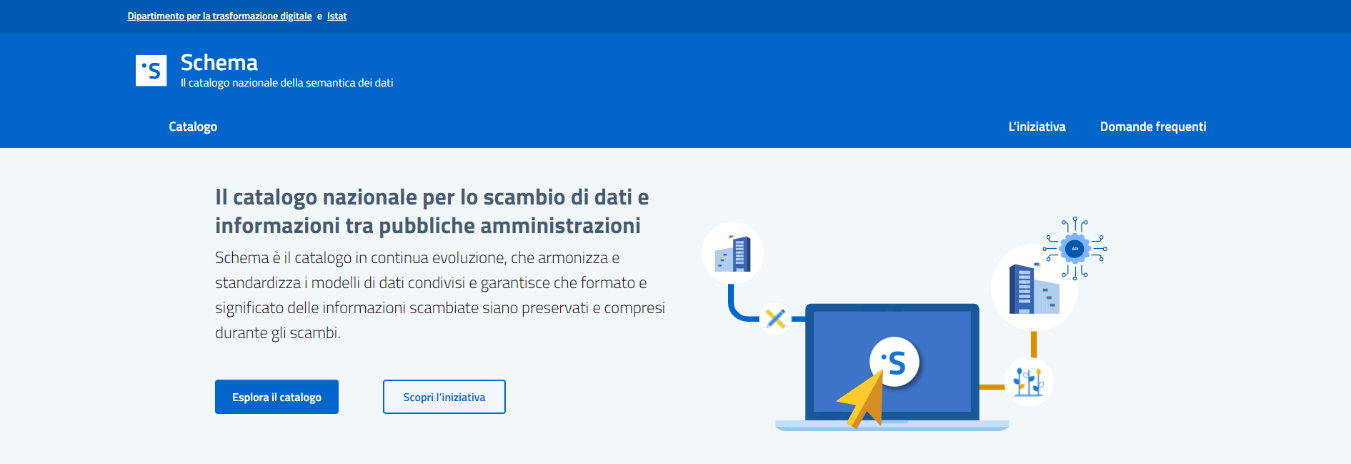 Dipartimento per la trasformazione digitale e Istat
Schema
Il catalogo nazionale della semantica dei dati
Catalogo
L'iniziativa
Domande frequenti
Il catalogo nazionale per lo scambio di dati e
informazioni tra pubbliche amministrazioni
Schema è il catalogo in continua evoluzione, che armonizza e
standardizza i modelli di dati condivisi e garantisce che formato e
significato delle informazioni scambiate siano preservati e compresi
durante gli scambi.
Esplora il catalogo
Scopri l'iniziativa